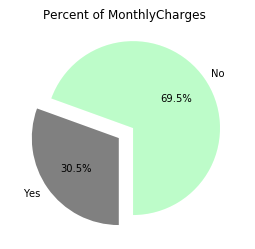 Percent of MonthlyCharges
No
69.5%
30.5%
Yes